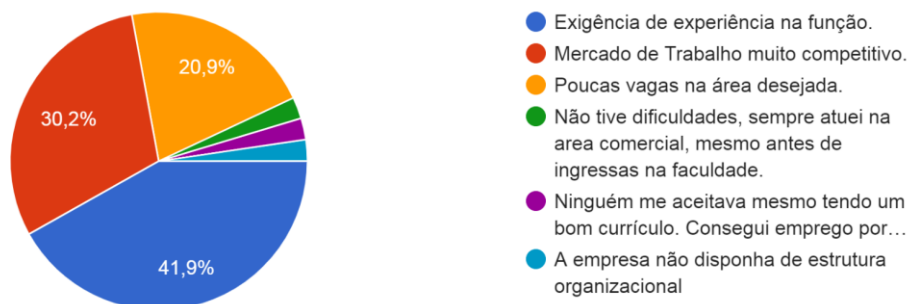 20,9%
30,2%
41,9%
Exigência de experiência na função.
Mercado de Trabalho muito competitivo.
Poucas vagas na área desejada.
Não tive dificuldades, sempre atuei na
area comercial, mesmo antes de
ingressas na faculdade.
Ninguém me aceitava mesmo tendo um
bom currículo. Consegui emprego por…
A empresa não disponha de estrutura
organizacional